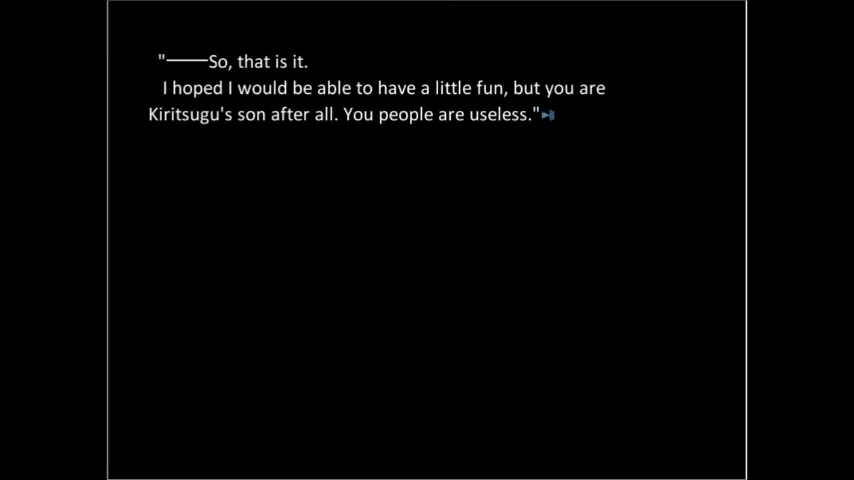 "───So, that is it.
I hoped I would be able to have a little fun, but you are
Kiritsugu's son after all. You people are useless."